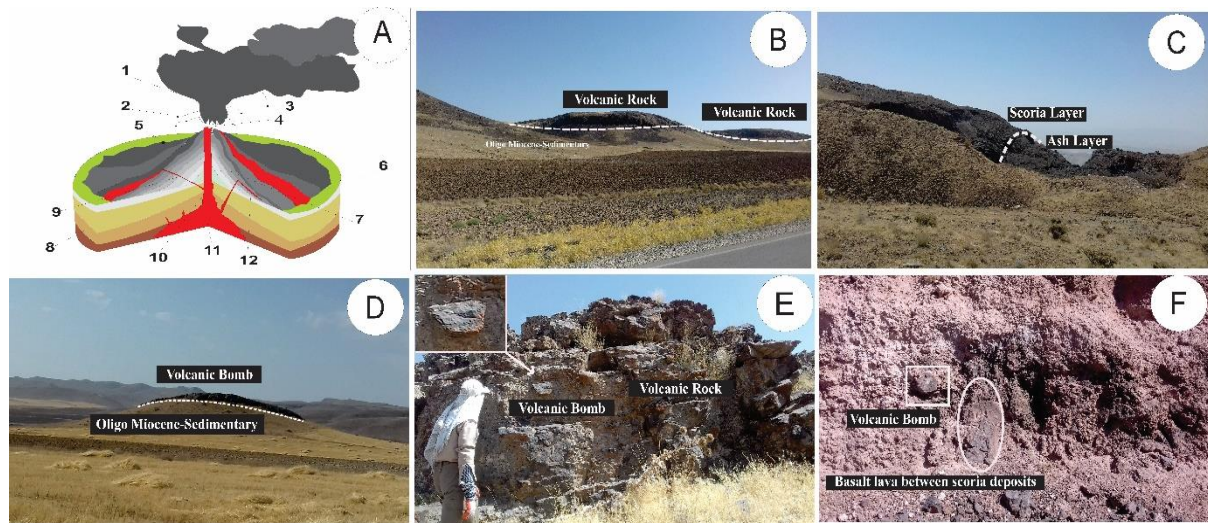 A
1
2
3
5
4
6
9
7
8
10
11
12
B
Volcanic Rock
Volcanic Rock
Oligo Miocene-Sedimentary
C
Scoria Layer
Ash Layer
D
Volcanic Bomb
Oligo Miocene-Sedimentary
E
Volcanic Rock
Volcanic Bomb
F
Volcanic Bomb
Basalt lava between scoria deposits